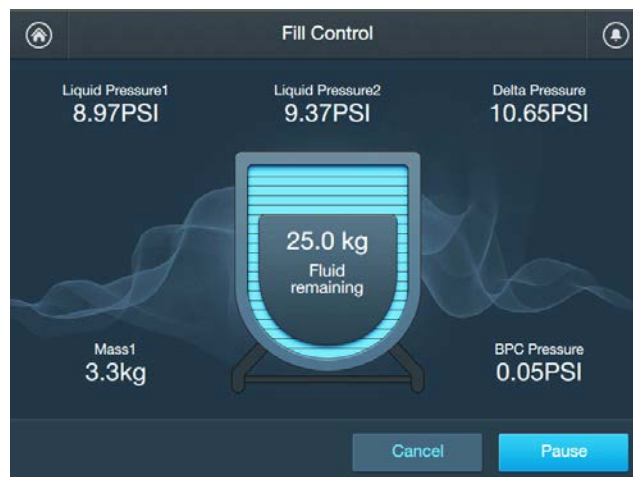 Fill Control
Liquid Pressure1
8.97PSI
Liquid Pressure2
9.37PSI
Delta Pressure
10.65PSI
25.0 kg
Fluid
remaining
Mass1
3.3kg
BPC Pressure
0.05PSI
Cancel
Pause